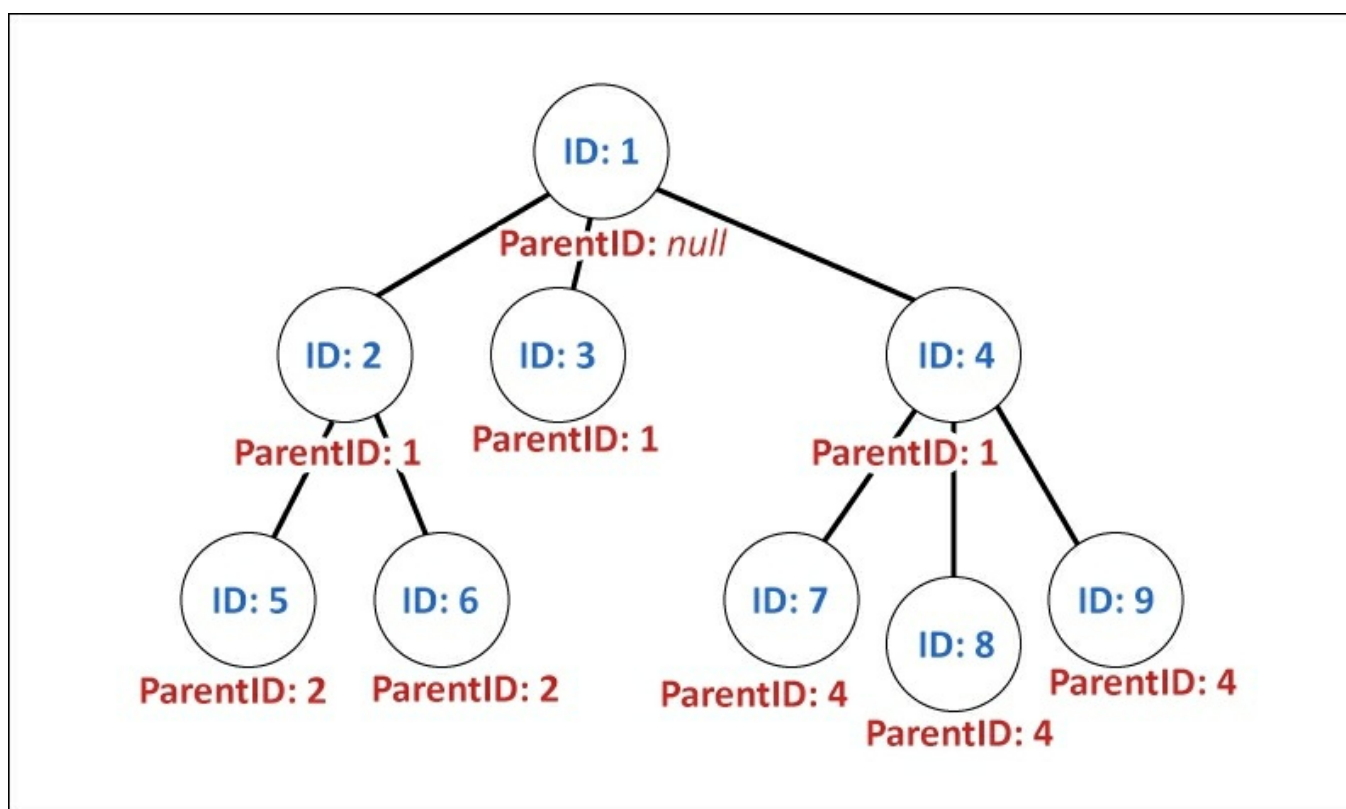 ID: 1
ParentID: null
ID: 2
ParentID: 1
ID: 3
ParentID: 1
ID: 4
ParentID: 1
ID: 5
ParentID: 2
ID: 6
ParentID: 2
ID: 7
ParentID: 4
ID: 8
ParentID: 4
ID: 9
ParentID: 4